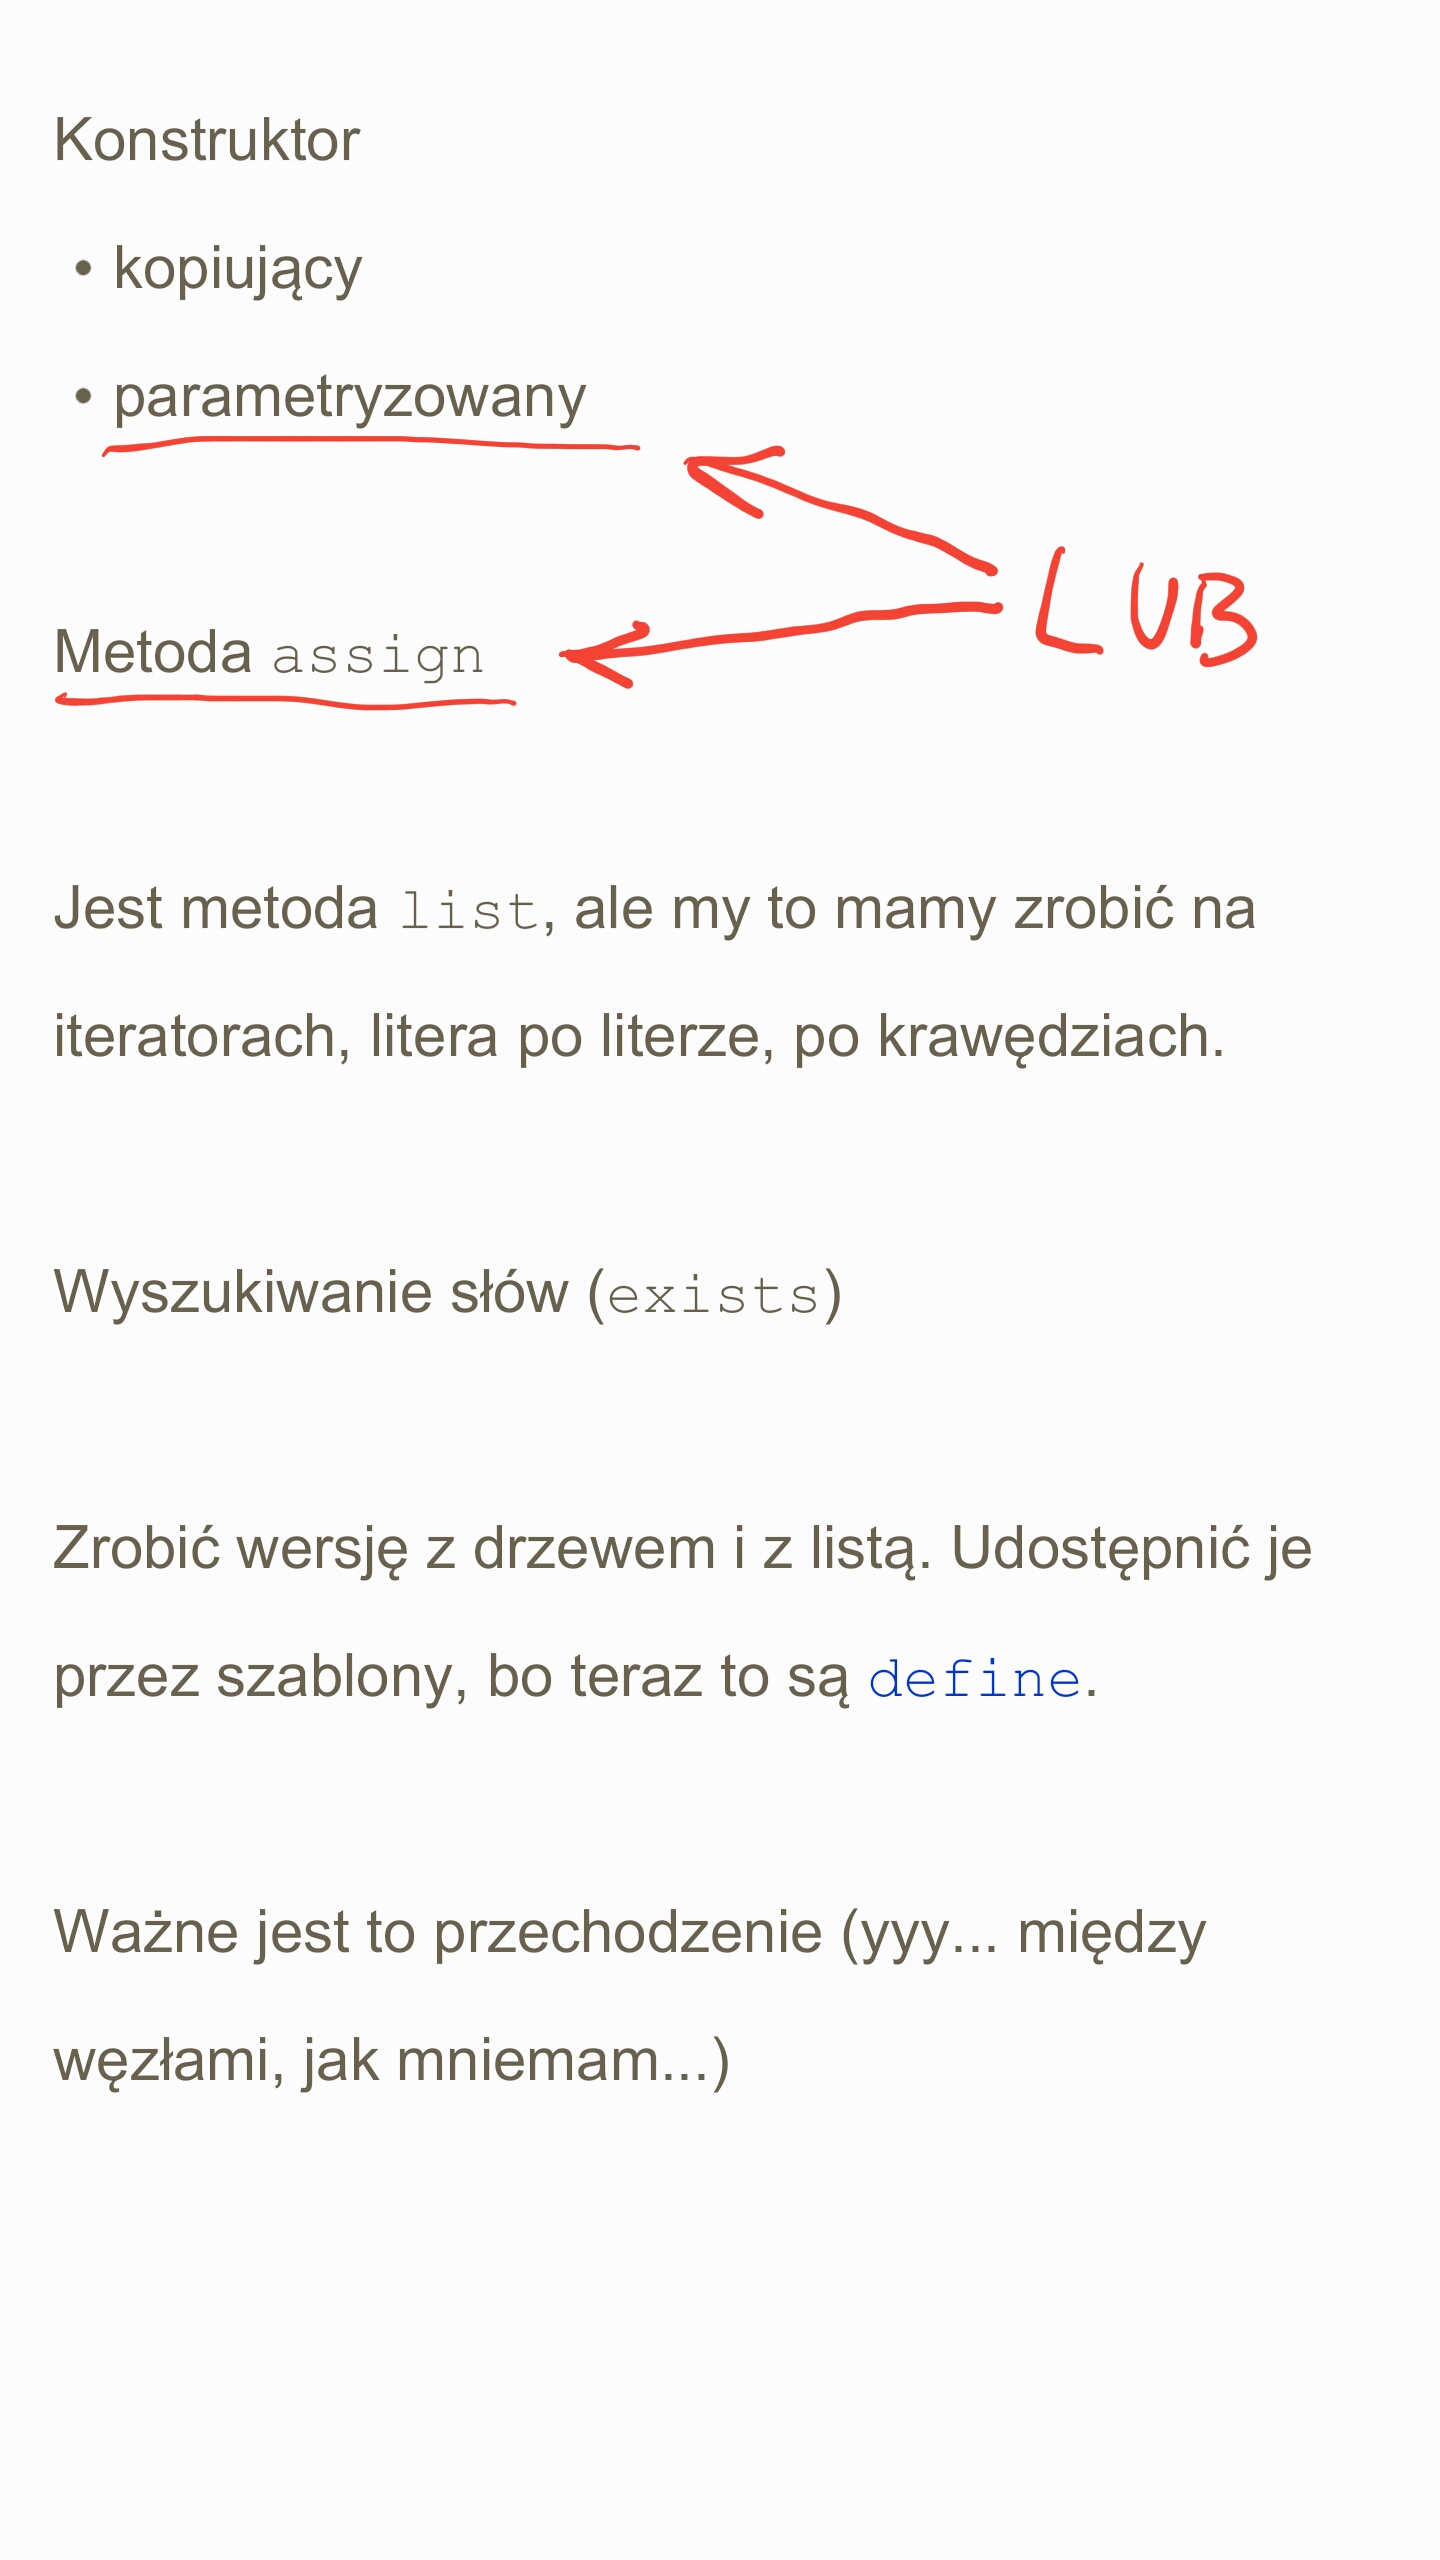 Konstruktor
• kopiujący
• parametryzowany
LUB
Metoda assign
Jest metoda list, ale my to mamy zrobić na
iteratorach, litera po literze, po krawędziach.
Wyszukiwanie słów (exists)
Zrobić wersję z drzewem i z listą. Udostępnić je
przez szablony, bo teraz to są define.
Ważne jest to przechodzenie (yyy... między
węzłami, jak mniemam...)